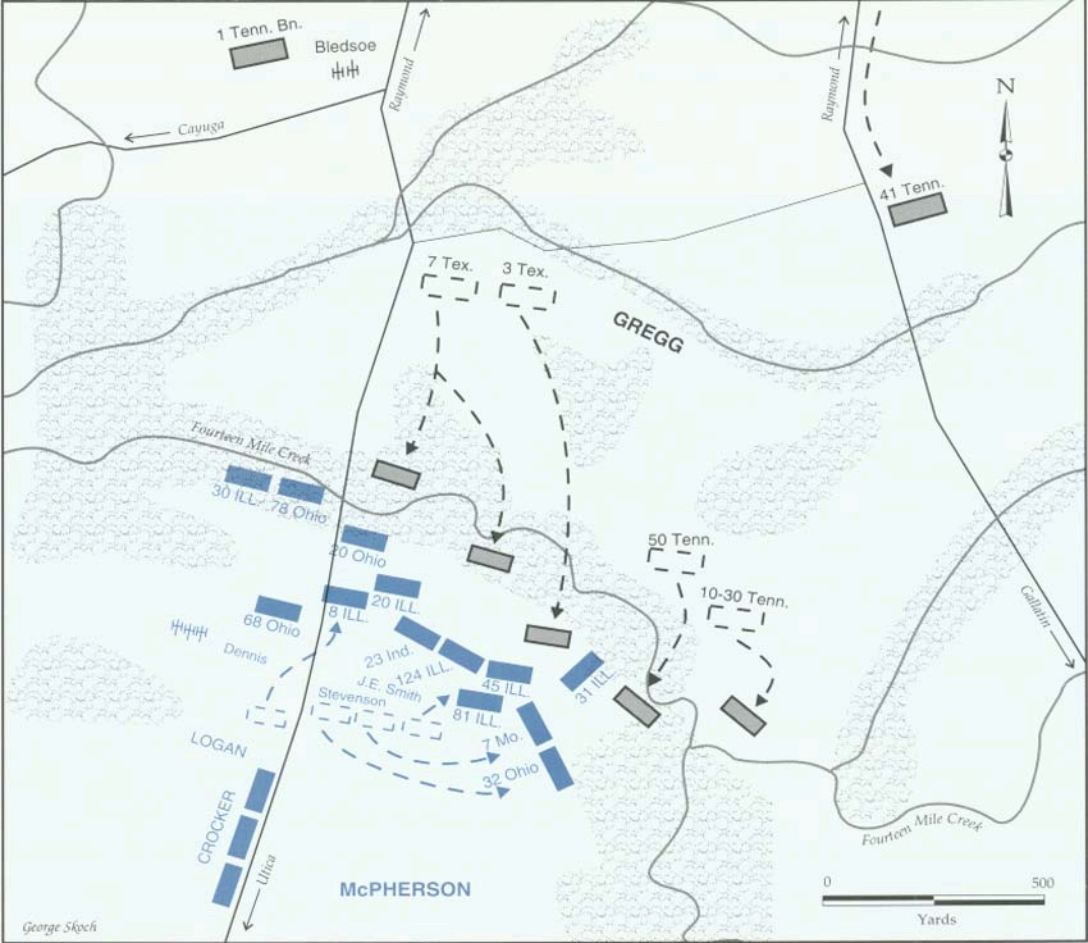 1 Tenn. Bn.
Bledsoe
Raymond
Raymond
N
Cayuga
41 Tenn.
7 Tex.
3 Tex.
GREGG
Fourteen Mile Creek
30 ILL.
78 Ohio
20 Ohio
50 Tenn.
10-30 Tenn.
8 ILL.
20 ILL.
68 Ohio
Gallatin
Dennis
23 Ind.
124 ILL.
45 ILL.
31 ILL.
J.E. Smith
Stevenson
81 ILL.
LOGAN
7 Mo.
32 Ohio
CROCKER
Fourteen Mile Creek
Utica
McPHERSON
0
500
Yards
George Skoch